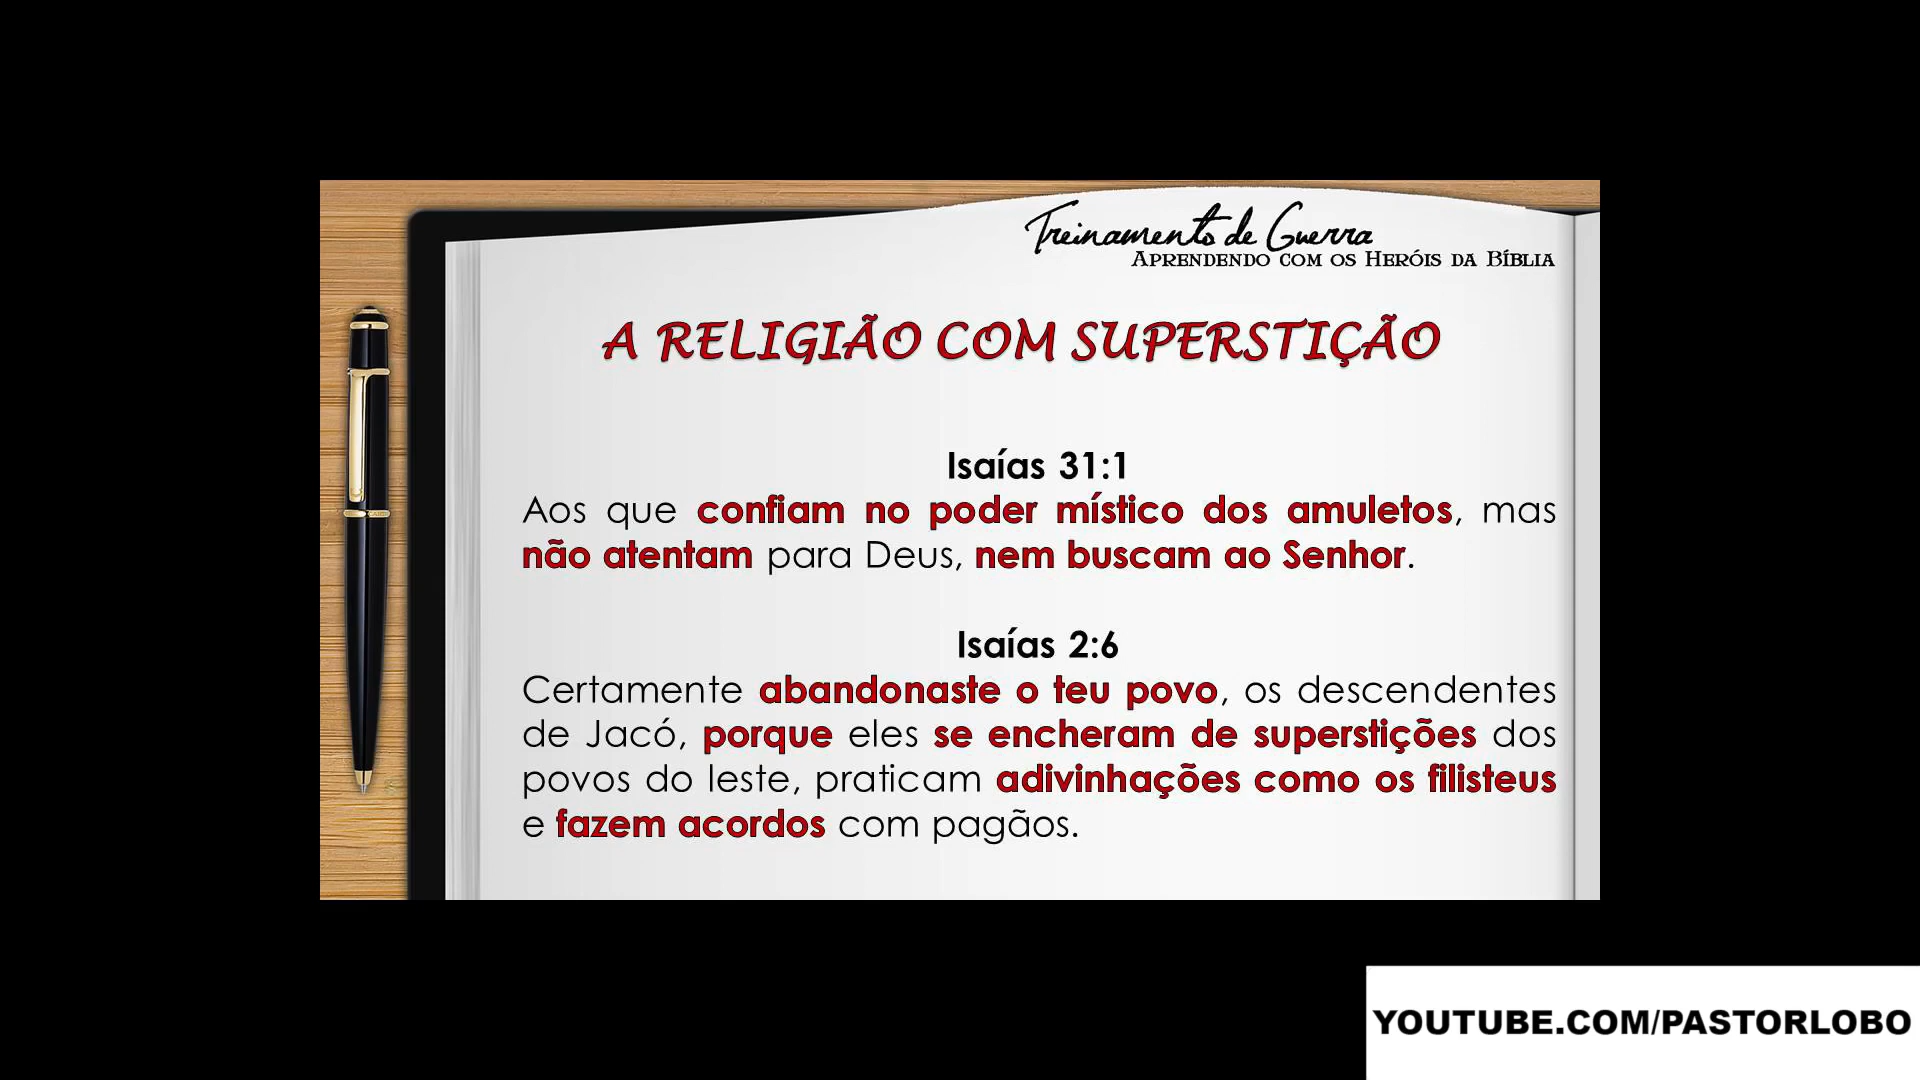 Treinamento de Guerra
Aprendendo com os Heróis da Bíblia
A RELIGIÃO COM SUPERSTIÇÃO
Isaías 31:1
Aos que confiam no poder místico dos amuletos, mas
não atentam para Deus, nem buscam ao Senhor.
Isaías 2:6
Certamente abandonaste o teu povo, os descendentes
de Jacó, porque eles se encheram de superstições dos
povos do leste, praticam adivinhações como os filisteus
e fazem acordos com pagãos.
YOUTUBE.COM/PASTORLOBO